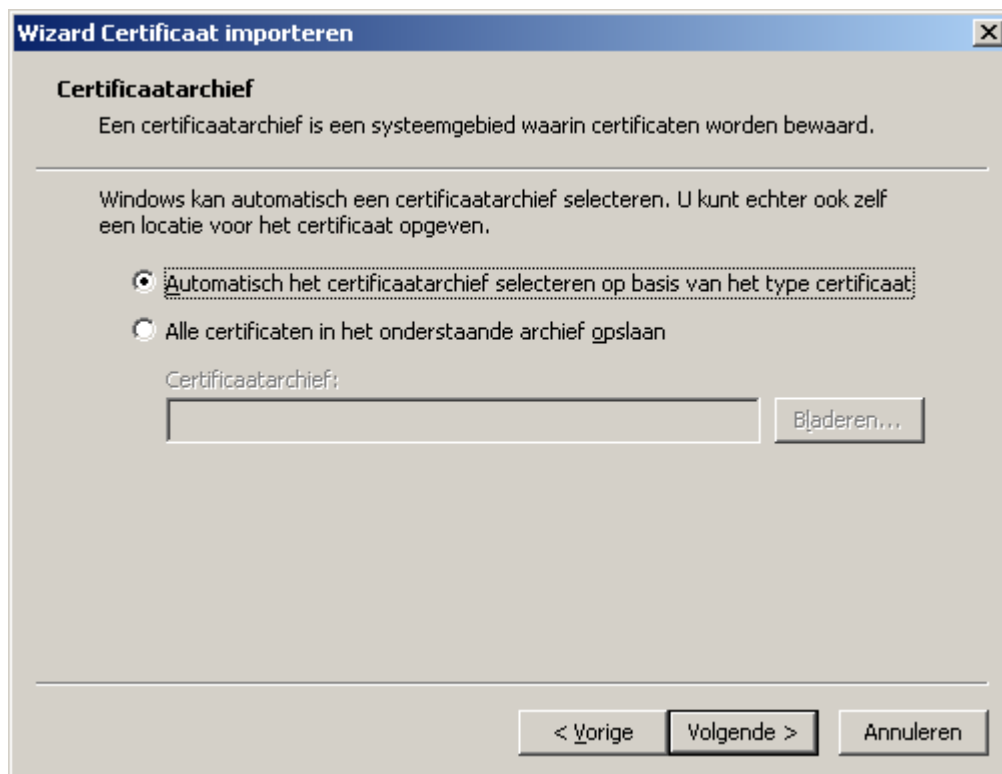 Wizard Certificaat importeren
Certificaatarchief
Een certificaatarchief is een systeemgebied waarin certificaten worden bewaard.
Windows kan automatisch een certificaatarchief selecteren. U kunt echter ook zelf
een locatie voor het certificaat opgeven.
Automatisch het certificaatarchief selecteren op basis van het type certificaat
Alle certificaten in het onderstaande archief opslaan
Certificaatarchief:
Bladeren...
< Vorige Volgende > Annuleren